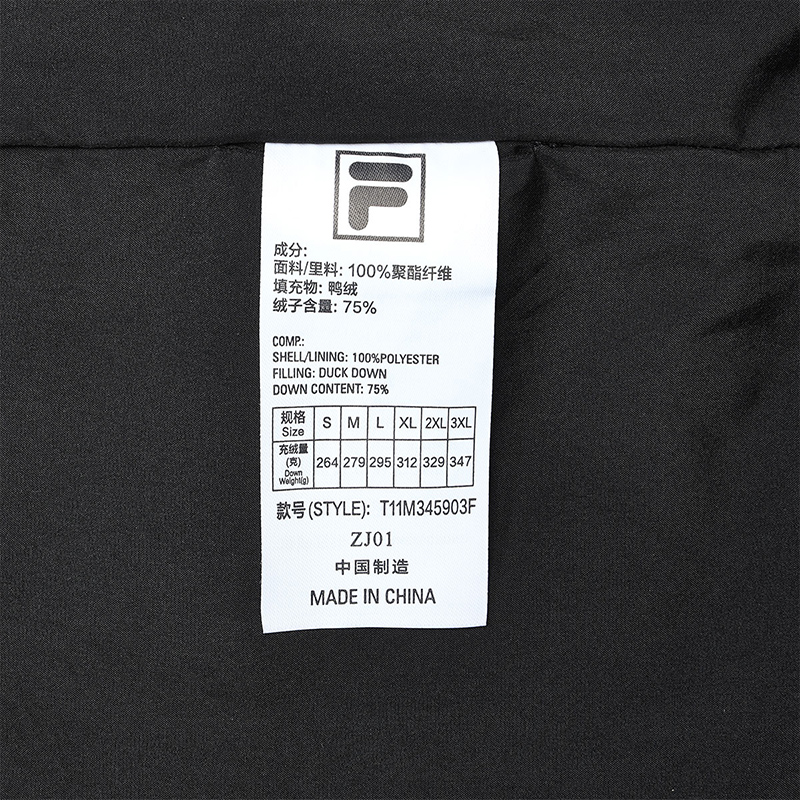 F
成分:
面料/里料: 100%聚酯纤维
填充物: 鸭绒
绒子含量: 75%
COMP.:
SHELL/LINING: 100%POLYESTER
FILLING: DUCK DOWN
DOWN CONTENT: 75%
规格 Size S M L XL 2XL 3XL
充绒量 (克) Down Weight(g) 264 279 295 312 329 347
款号(STYLE): T11M345903F
ZJ01
中国制造
MADE IN CHINA